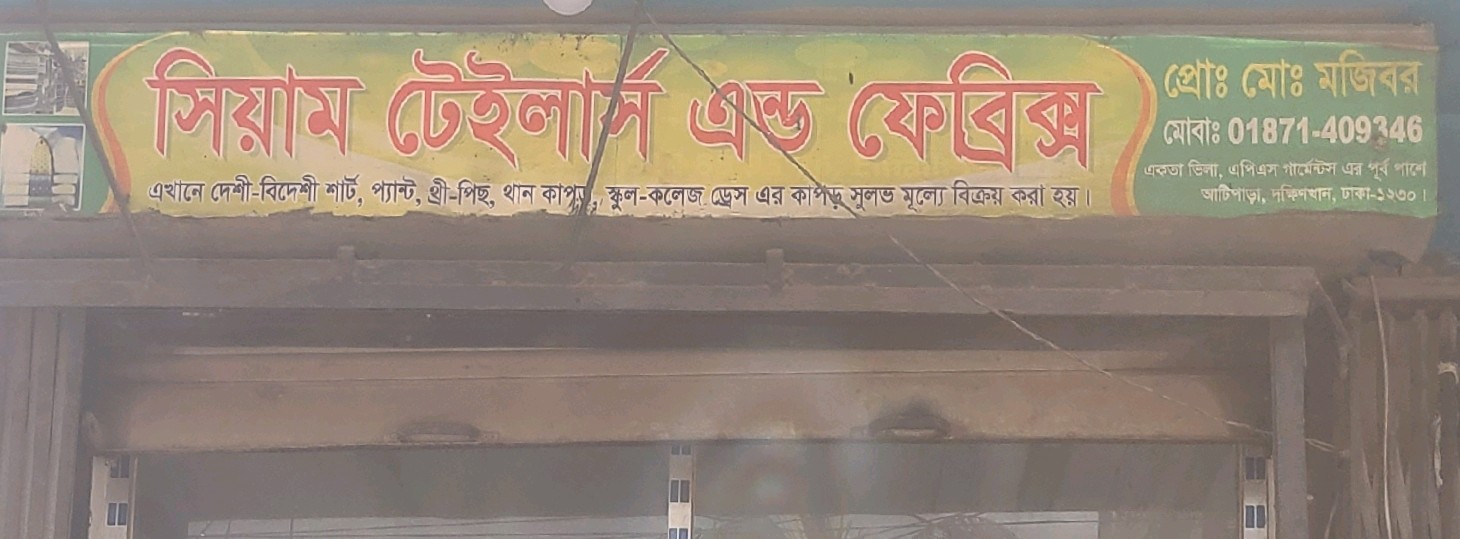 সিয়াম টেইলার্স এন্ড ফেব্রিক্স
এখানে দেশী-বিদেশী শার্ট, প্যান্ট, থ্রী-পিছ, থান কাপড়, স্কুল-কলেজ ড্রেস এর কাপড় সুলভ মূল্যে বিক্রয় করা হয়।
প্রোঃ মোঃ মজিবর
মোবাঃ 01871-409346
একতা ভিলা, এপিএস গার্মেন্টস এর পূর্ব পাশে
আটিপাড়া, দক্ষিণখান, ঢাকা-১২৩০।